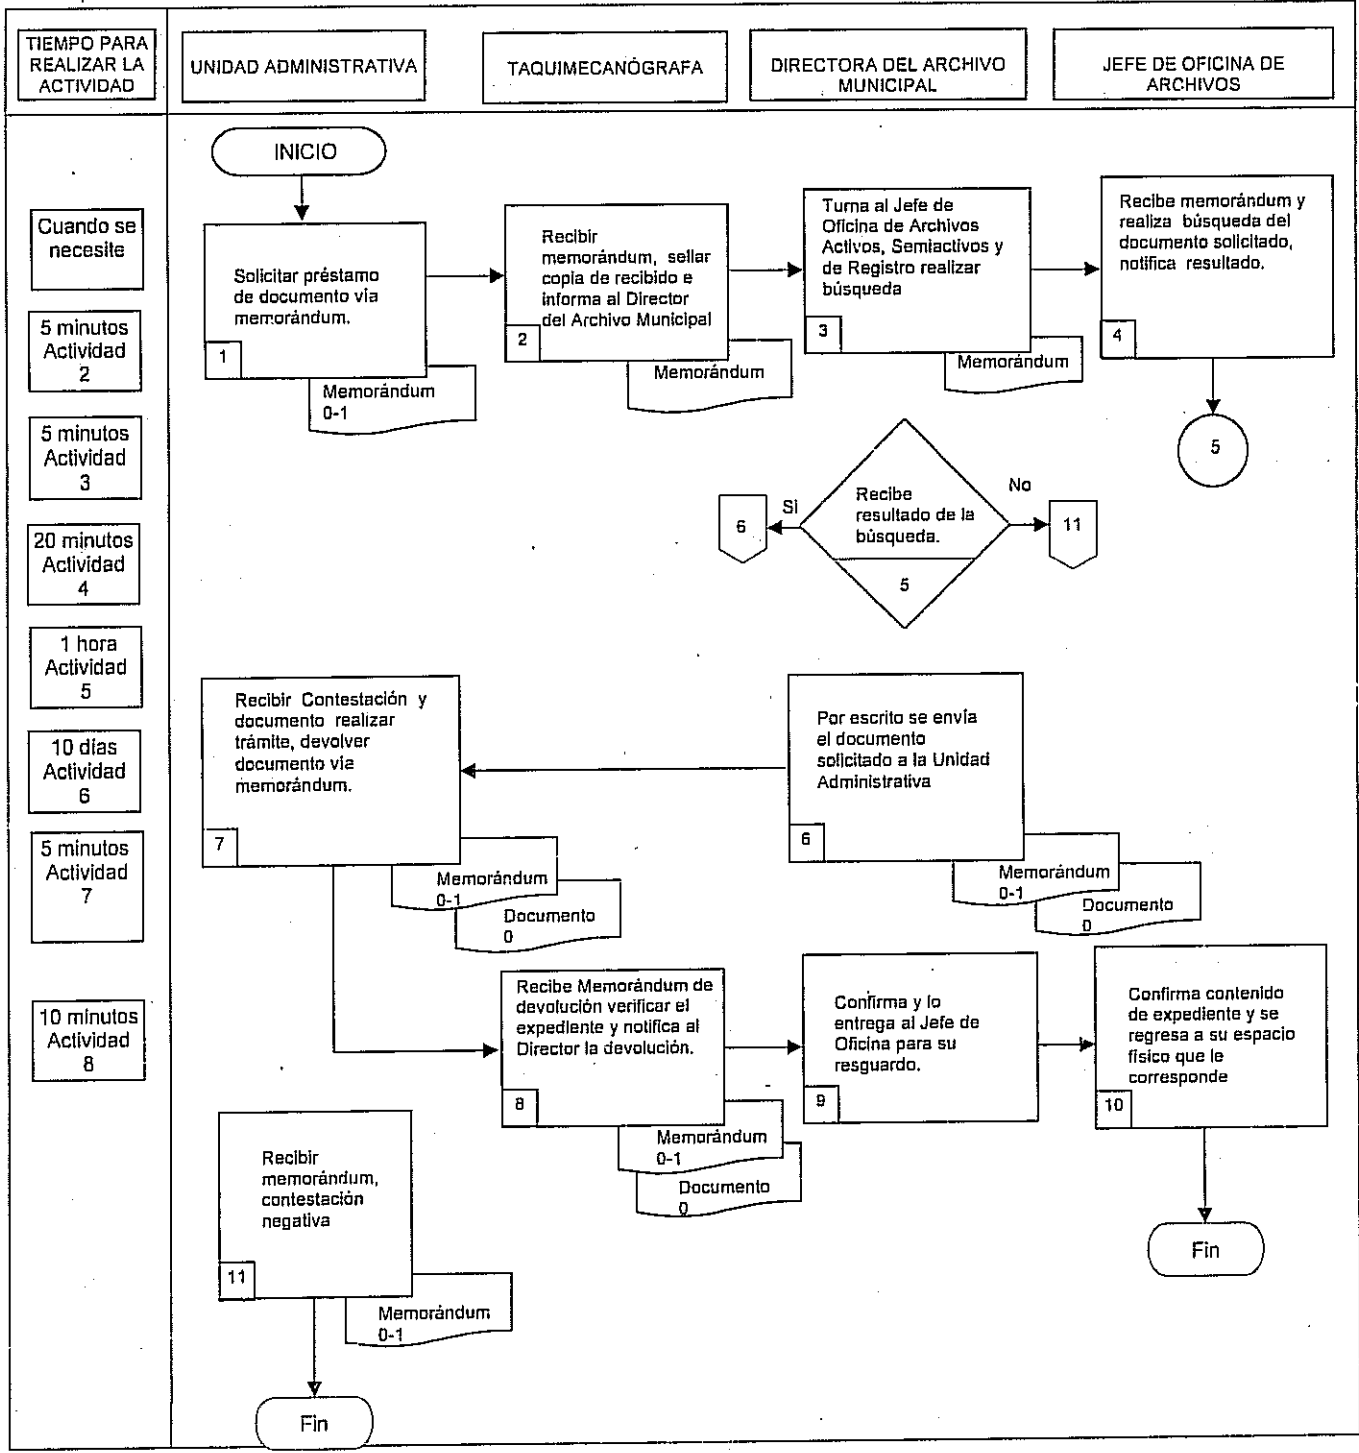 TIEMPO PARA
REALIZAR LA
ACTIVIDAD
UNIDAD ADMINISTRATIVA
TAQUIMECANÓGRAFA
DIRECTORA DEL ARCHIVO
MUNICIPAL
JEFE DE OFICINA DE
ARCHIVOS
INICIO
Cuando se
necesite
5 minutos
Actividad
2
5 minutos
Actividad
3
20 minutos
Actividad
4
1 hora
Actividad
5
10 días
Actividad
6
5 minutos
Actividad
7
10 minutos
Actividad
8
Solicitar préstamo
de documento via
memorándum.
1
Memorándum
0-1
Recibir
memorándum, sellar
copia de recibido e
informa al Director
del Archivo Municipal
2
Memorándum
Turna al Jefe de
Oficina de Archivos
Activos, Semiactivos y
de Registro realizar
búsqueda
3
Memorándum
Recibe memorándum y
realiza búsqueda del
documento solicitado,
notifica resultado.
4
5
Recibe
resultado de la
búsqueda.
5
Si
6
No
11
Por escrito se envía
el documento
solicitado a la Unidad
Administrativa
6
Memorándum
0-1
Documento
0
Recibir Contestación y
documento realizar
trámite, devolver
documento via
memorándum.
7
Memorándum
0-1
Documento
0
Recibe Memorándum de
devolución verificar el
expediente y notifica al
Director la devolución.
8
Memorándum
0-1
Documento
0
Confirma y lo
entrega al Jefe de
Oficina para su
resguardo.
9
Confirma contenido
de expediente y se
regresa a su espacio
físico que le
corresponde
10
Fin
Recibir
memorándum,
contestación
negativa
11
Memorándum
0-1
Fin